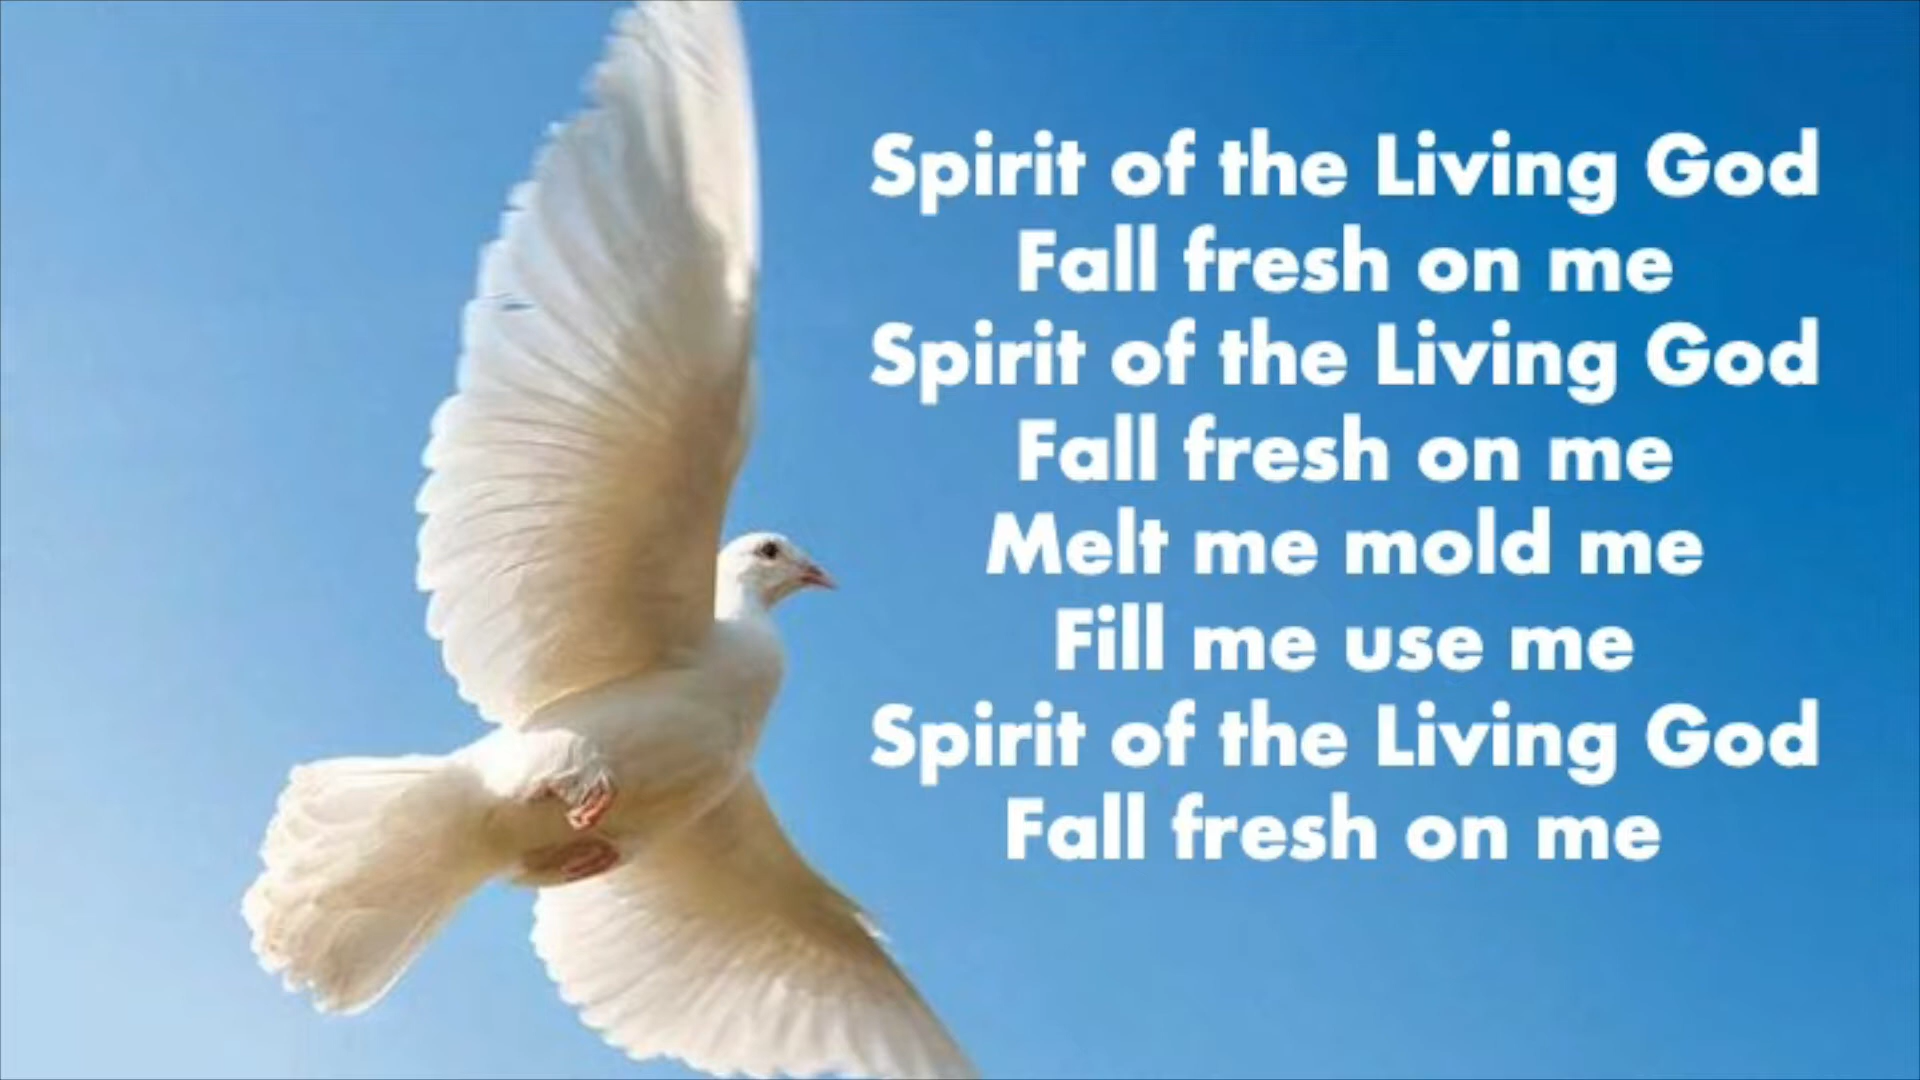 Spirit of the Living God
Fall fresh on me
Spirit of the Living God
Fall fresh on me
Melt me mold me
Fill me use me
Spirit of the Living God
Fall fresh on me